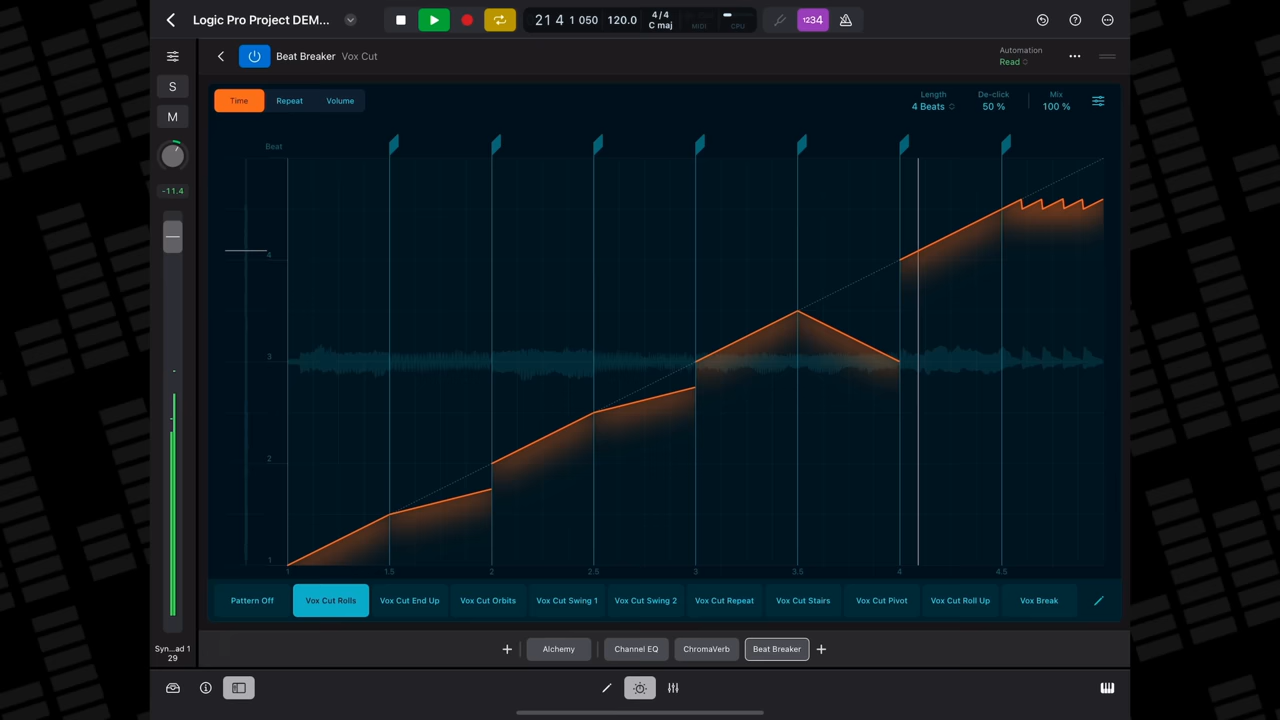 Logic Pro Project DEM...
21 4 1 050 120.0 4/4 C maj MIDI CPU
1234
Beat Breaker Vox Cut
Automation
Read
S
M
-11.4
Time Repeat Volume
Length
4 Beats
De-click
50 %
Mix
100 %
Beat
4
3
2
1
1 1.5 2 2.5 3 3.5 4 4.5
Pattern Off Vox Cut Rolls Vox Cut End Up Vox Cut Orbits Vox Cut Swing 1 Vox Cut Swing 2 Vox Cut Repeat Vox Cut Stairs Vox Cut Pivot Vox Cut Roll Up Vox Break
Syn...ad 1
29
Alchemy Channel EQ ChromaVerb Beat Breaker